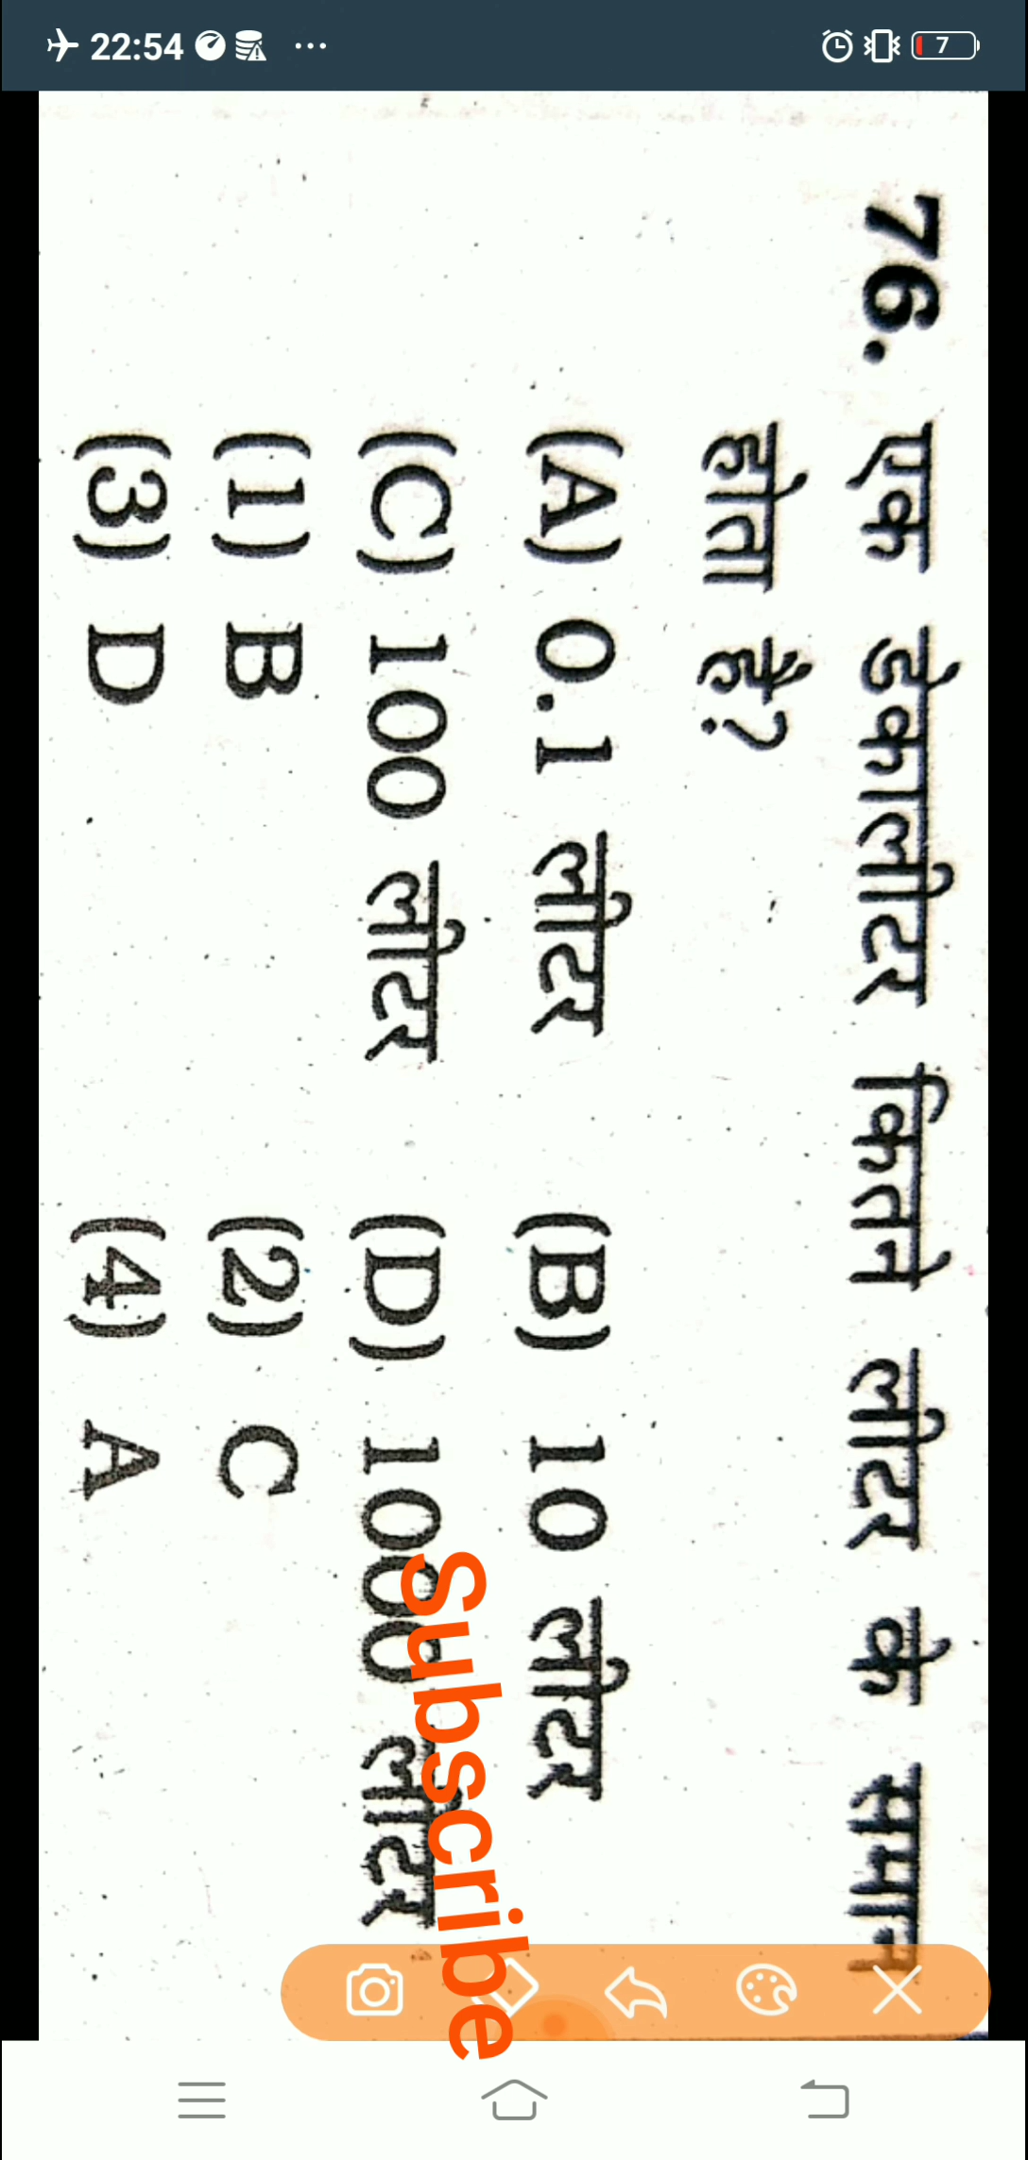 22:54
7
76. एक डेकालीटर कितने लीटर के समान
होता है?
(A) 0.1 लीटर (B) 10 लीटर
(C) 100 लीटर (D) 1000 लीटर
(1) B (2) C
(3) D (4) A
Subscribe